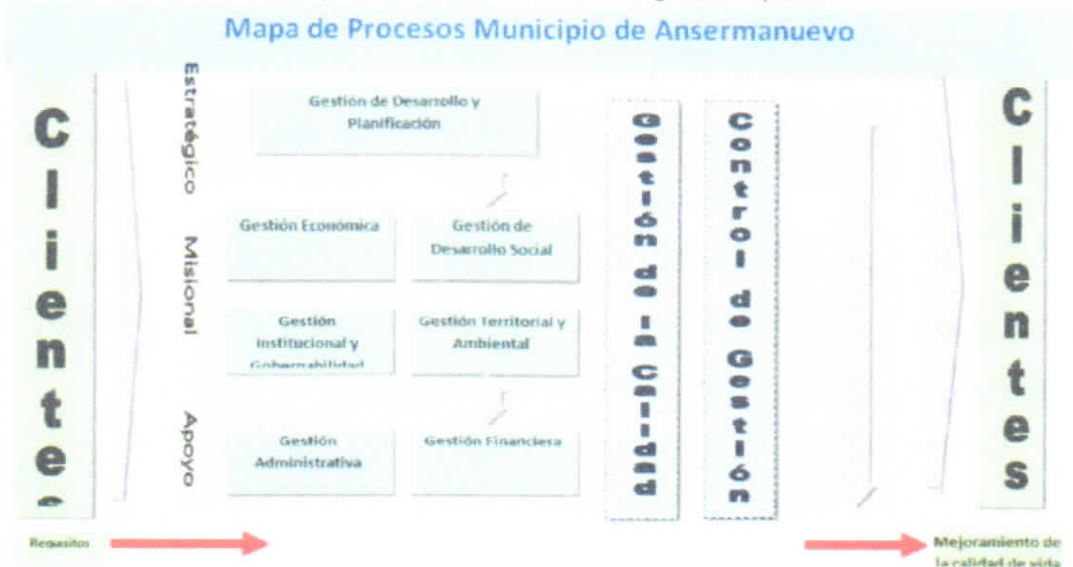 Mapa de Procesos Municipio de Ansermanuevo
Clientes
Estratégico
Gestión de Desarrollo y
Planificación
Misional
Gestión Económica
Gestión de
Desarrollo Social
Gestión
Institucional y
Gobernabilidad
Gestión Territorial y
Ambiental
Apoyo
Gestión
Administrativa
Gestión Financiera
Gestión de la Calidad
Control de Gestión
Clientes
Requisitos
Mejoramiento de
la calidad de vida